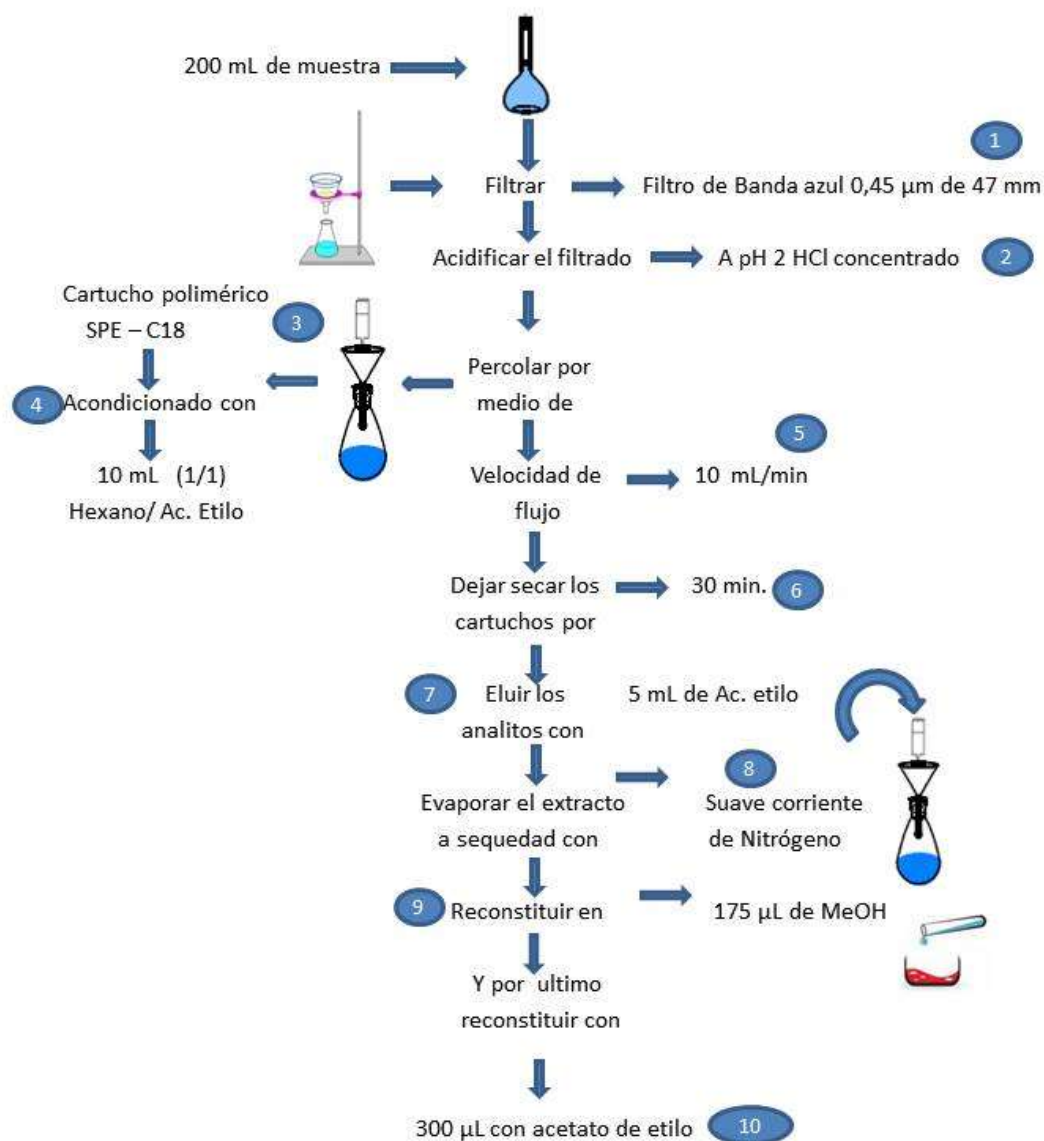 200 mL de muestra
1
Filtrar
Filtro de Banda azul 0,45 µm de 47 mm
Acidificar el filtrado
A pH 2 HCl concentrado
2
Cartucho polimérico
SPE – C18
3
Percolar por
medio de
4
Acondicionado con
10 mL (1/1)
Hexano/ Ac. Etilo
5
Velocidad de
flujo
10 mL/min
Dejar secar los
cartuchos por
30 min.
6
7
Eluir los
analitos con
5 mL de Ac. etilo
8
Evaporar el extracto
a sequedad con
Suave corriente
de Nitrógeno
9
Reconstituir en
175 µL de MeOH
Y por ultimo
reconstituir con
300 µL con acetato de etilo
10